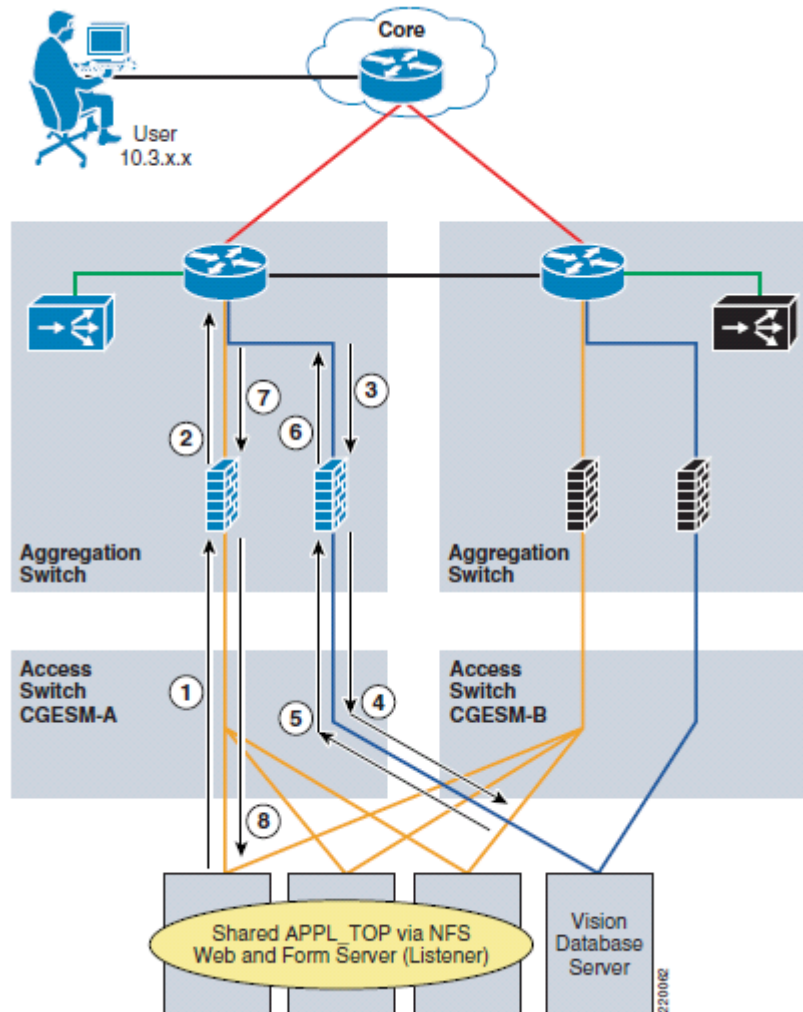 Core
User
10.3.x.x
7
3
2
6
Aggregation
Switch
Aggregation
Switch
Access
Switch
CGESM-A
1
4
5
Access
Switch
CGESM-B
8
Shared APPL_TOP via NFS
Web and Form Server (Listener)
Vision
Database
Server
220062